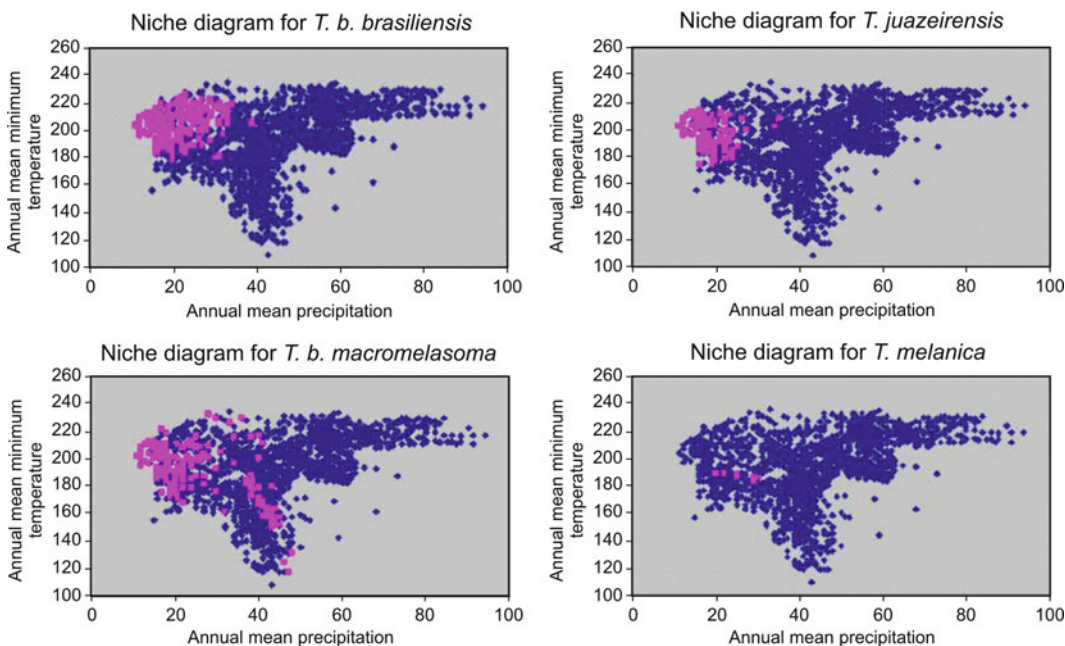 Niche diagram for T. b. brasiliensis
260
240
220
200
180
160
140
120
100
0 20 40 60 80 100
Annual mean minimum
temperature
Annual mean precipitation
Niche diagram for T. juazeirensis
260
240
220
200
180
160
140
120
100
0 20 40 60 80 100
Annual mean minimum
temperature
Annual mean precipitation
Niche diagram for T. b. macromelasoma
260
240
220
200
180
160
140
120
100
0 20 40 60 80 100
Annual mean minimum
temperature
Annual mean precipitation
Niche diagram for T. melanica
260
240
220
200
180
160
140
120
100
0 20 40 60 80 100
Annual mean minimum
temperature
Annual mean precipitation